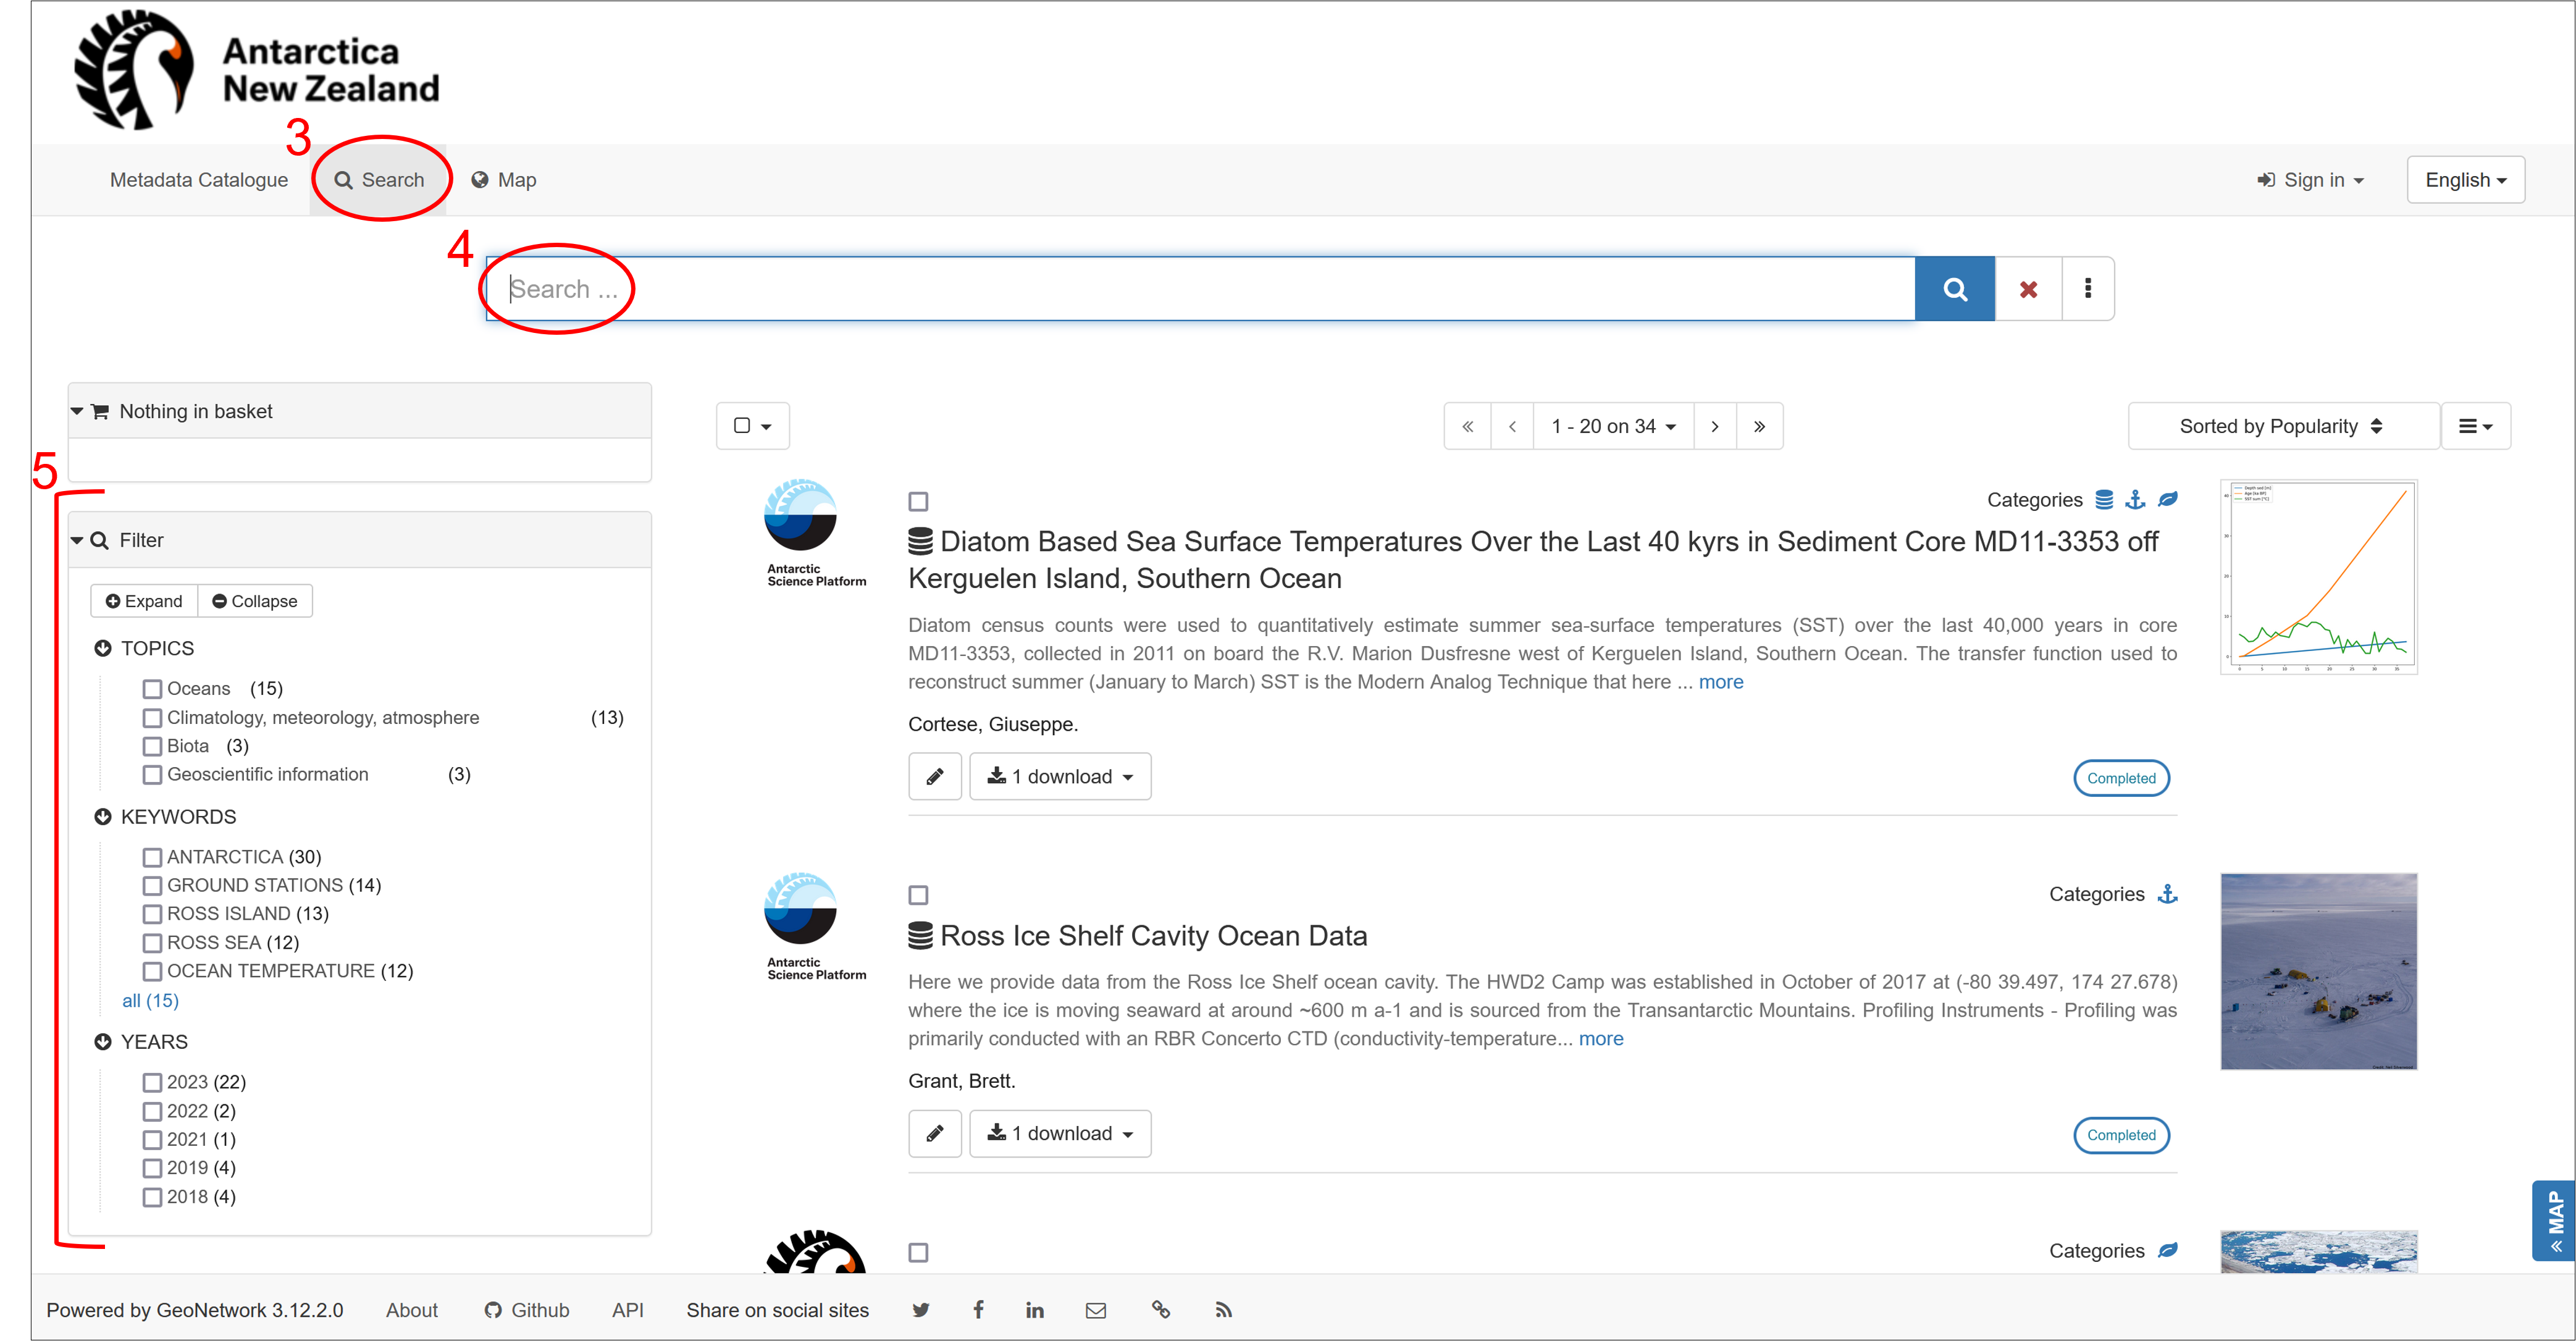 Antarctica
New Zealand
3
Metadata Catalogue
Search
Map
Sign in
English
4
Search ...
Nothing in basket
1 - 20 on 34
Sorted by Popularity
5
Filter
Expand
Collapse
TOPICS
Oceans (15)
Climatology, meteorology, atmosphere (13)
Biota (3)
Geoscientific information (3)
KEYWORDS
ANTARCTICA (30)
GROUND STATIONS (14)
ROSS ISLAND (13)
ROSS SEA (12)
OCEAN TEMPERATURE (12)
all (15)
YEARS
2023 (22)
2022 (2)
2021 (1)
2019 (4)
2018 (4)
Antarctic
Science Platform
Categories
Diatom Based Sea Surface Temperatures Over the Last 40 kyrs in Sediment Core MD11-3353 off
Kerguelen Island, Southern Ocean
Diatom census counts were used to quantitatively estimate summer sea-surface temperatures (SST) over the last 40,000 years in core
MD11-3353, collected in 2011 on board the R.V. Marion Dusfresne west of Kerguelen Island, Southern Ocean. The transfer function used to
reconstruct summer (January to March) SST is the Modern Analog Technique that here ... more
Cortese, Giuseppe.
1 download
Completed
Antarctic
Science Platform
Categories
Ross Ice Shelf Cavity Ocean Data
Here we provide data from the Ross Ice Shelf ocean cavity. The HWD2 Camp was established in October of 2017 at (-80 39.497, 174 27.678)
where the ice is moving seaward at around ~600 m a-1 and is sourced from the Transantarctic Mountains. Profiling Instruments - Profiling was
primarily conducted with an RBR Concerto CTD (conductivity-temperature... more
Grant, Brett.
1 download
Completed
Categories
MAP
Powered by GeoNetwork 3.12.2.0
About
Github
API
Share on social sites